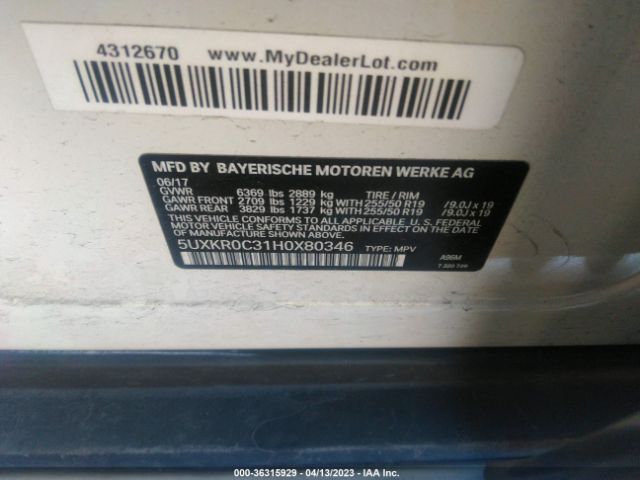 4312670 www.MyDealerLot.com
MFD BY BAYERISCHE MOTOREN WERKE AG
06/17
GVWR 6369 lbs 2889 kg TIRE / RIM
GAWR FRONT 2709 lbs 1229 kg WITH 255/50 R19 / 9.0J x 19
GAWR REAR 3829 lbs 1737 kg WITH 255/50 R19 / 9.0J x 19
THIS VEHICLE CONFORMS TO ALL APPLICABLE U.S. FEDERAL
MOTOR VEHICLE SAFETY STANDARDS IN EFFECT ON THE
DATE OF MANUFACTURE SHOWN ABOVE.
5UXKR0C31H0X80346 TYPE: MPV
A96M
000-36315929 - 04/13/2023 - IAA Inc.